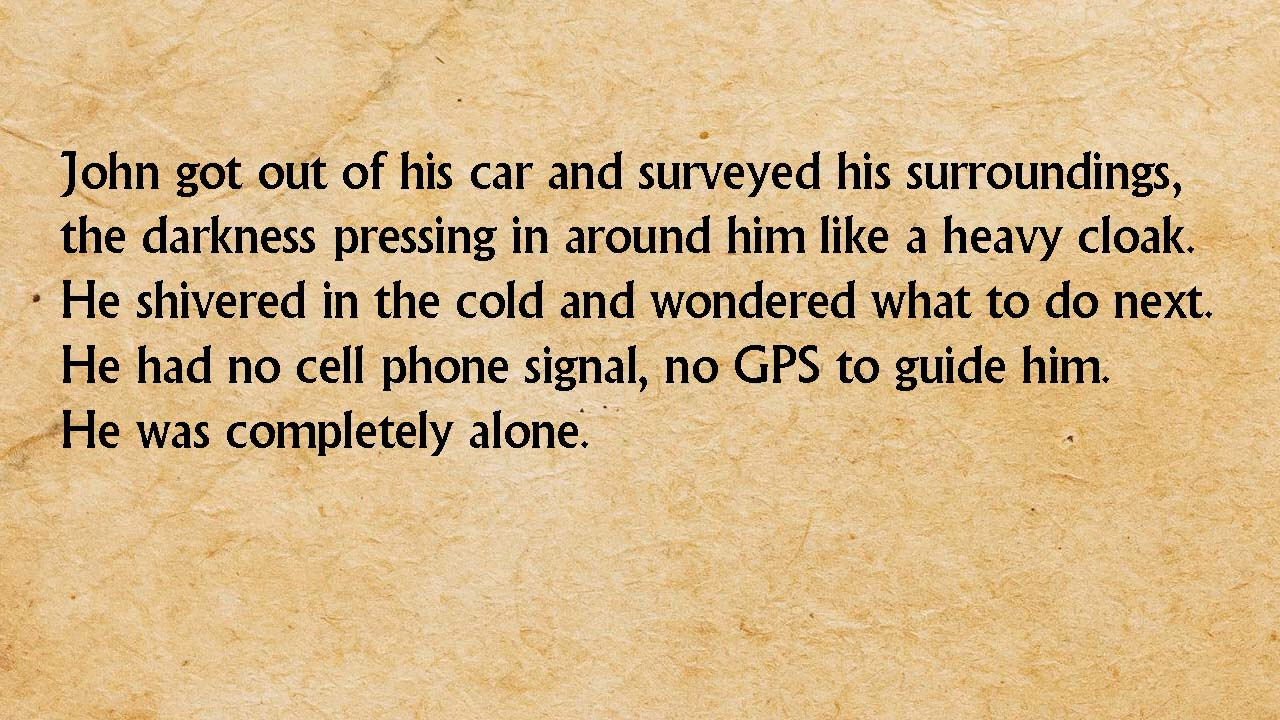 John got out of his car and surveyed his surroundings,
the darkness pressing in around him like a heavy cloak.
He shivered in the cold and wondered what to do next.
He had no cell phone signal, no GPS to guide him.
He was completely alone.